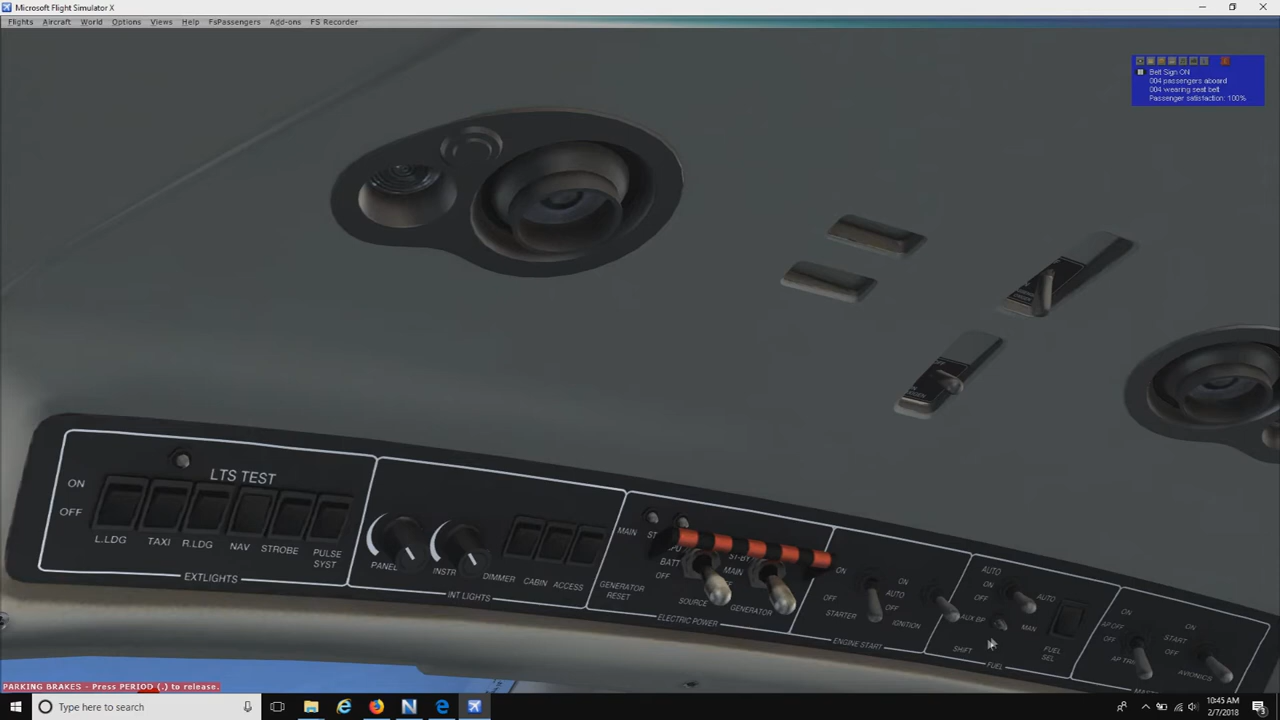 Microsoft Flight Simulator X
Flights Aircraft World Options Views Help FsPassengers Add-ons FS Recorder
Belt Sign ON
004 passengers aboard
004 wearing seat belt
Passenger satisfaction: 100%
LTS TEST
ON
OFF
L.LDG TAXI R.LDG NAV STROBE PULSE SYST
EXTLIGHTS
PANEL INSTR DIMMER CABIN ACCESS
INT LIGHTS
MAIN
GENERATOR RESET
BATT
OFF
SOURCE
ST-BY
MAIN
GENERATOR
ELECTRIC POWER
ON
OFF
STARTER
ON
AUTO
OFF
IGNITION
ENGINE START
AUTO
ON
OFF
AUX BP
AUTO
MAN
SHIFT
FUEL SEL
FUEL
ON
AP OFF
OFF
ON
START
OFF
AVIONICS
PARKING BRAKES - Press PERIOD (.) to release.
Type here to search
10:45 AM
2/7/2018
3